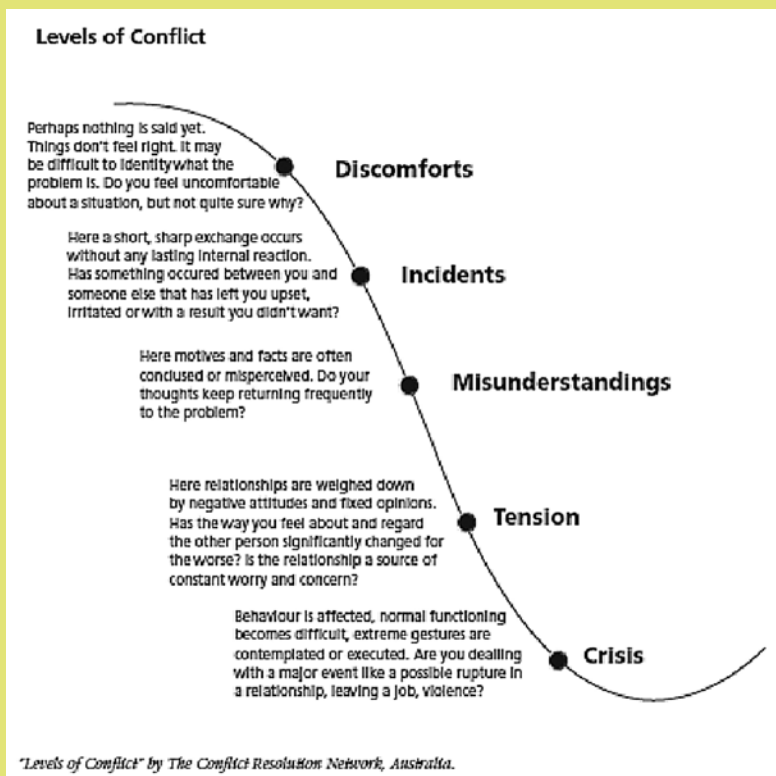 Levels of Conflict
Perhaps nothing is said yet.
Things don't feel right. It may
be difficult to identity what the
problem is. Do you feel uncomfortable
about a situation, but not quite sure why?
Discomforts
Here a short, sharp exchange occurs
without any lasting internal reaction.
Has something occured between you and
someone else that has left you upset,
irritated or with a result you didn't want?
Incidents
Here motives and facts are often
conclused or misperceived. Do your
thoughts keep returning frequently
to the problem?
Misunderstandings
Here relationships are weighed down
by negative attitudes and fixed opinions.
Has the way you feel about and regard
the other person significantly changed for
the worse? Is the relationship a source of
constant worry and concern?
Tension
Behaviour is affected, normal functioning
becomes difficult, extreme gestures are
contemplated or executed. Are you dealling
with a major event like a possible rupture in
a relationship, leaving a job, violence?
Crisis
"Levels of Conflict" by The Conflict Resolution Network, Australia.